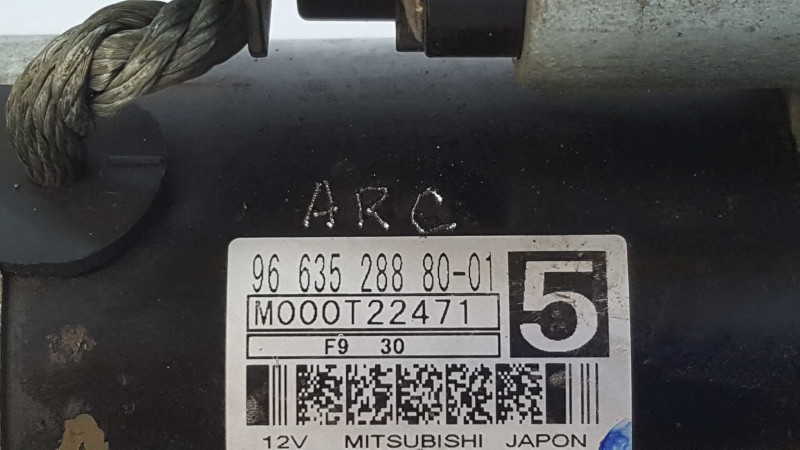 ARC
96 635 288 80-01
M000T22471
5
F9 30
12V MITSUBISHI JAPON